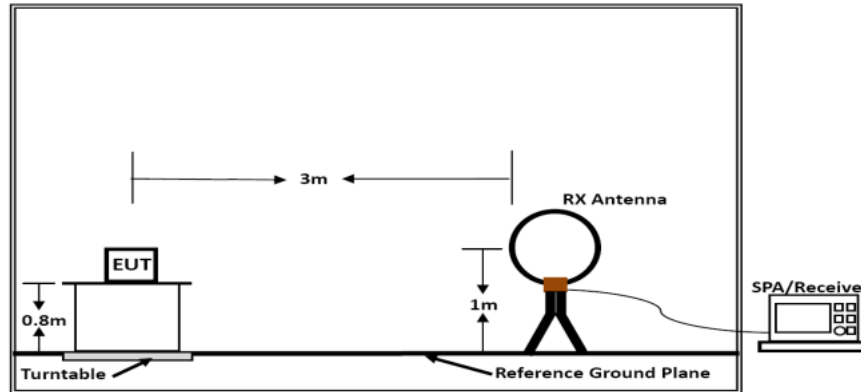 3m
RX Antenna
EUT
SPA/Receive
0.8m
1m
Turntable
Reference Ground Plane